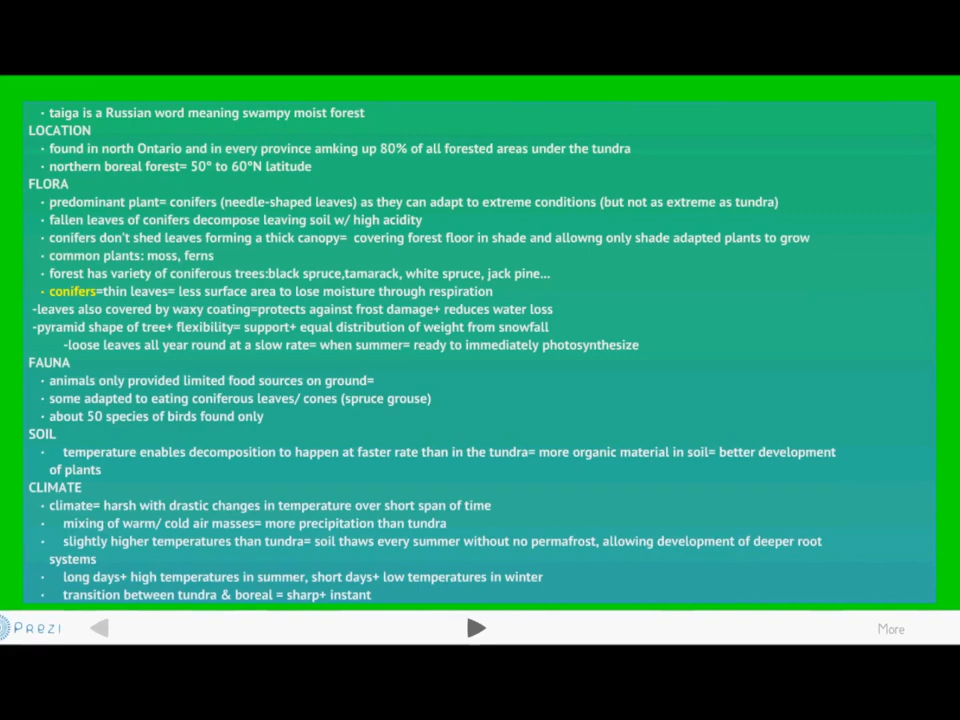 · taiga is a Russian word meaning swampy moist forest
LOCATION
· found in north Ontario and in every province amking up 80% of all forested areas under the tundra
· northern boreal forest= 50° to 60°N latitude
FLORA
· predominant plant= conifers (needle-shaped leaves) as they can adapt to extreme conditions (but not as extreme as tundra)
· fallen leaves of conifers decompose leaving soil w/ high acidity
· conifers don't shed leaves forming a thick canopy= covering forest floor in shade and allowng only shade adapted plants to grow
· common plants: moss, ferns
· forest has variety of coniferous trees:black spruce,tamarack, white spruce, jack pine...
· conifers=thin leaves= less surface area to lose moisture through respiration
-leaves also covered by waxy coating=protects against frost damage+ reduces water loss
-pyramid shape of tree+ flexibility= support+ equal distribution of weight from snowfall
-loose leaves all year round at a slow rate= when summer= ready to immediately photosynthesize
FAUNA
· animals only provided limited food sources on ground=
· some adapted to eating coniferous leaves/ cones (spruce grouse)
· about 50 species of birds found only
SOIL
· temperature enables decomposition to happen at faster rate than in the tundra= more organic material in soil= better development
of plants
CLIMATE
· climate= harsh with drastic changes in temperature over short span of time
· mixing of warm/ cold air masses= more precipitation than tundra
· slightly higher temperatures than tundra= soil thaws every summer without no permafrost, allowing development of deeper root
systems
· long days+ high temperatures in summer, short days+ low temperatures in winter
· transition between tundra & boreal = sharp+ instant
PREZI
More